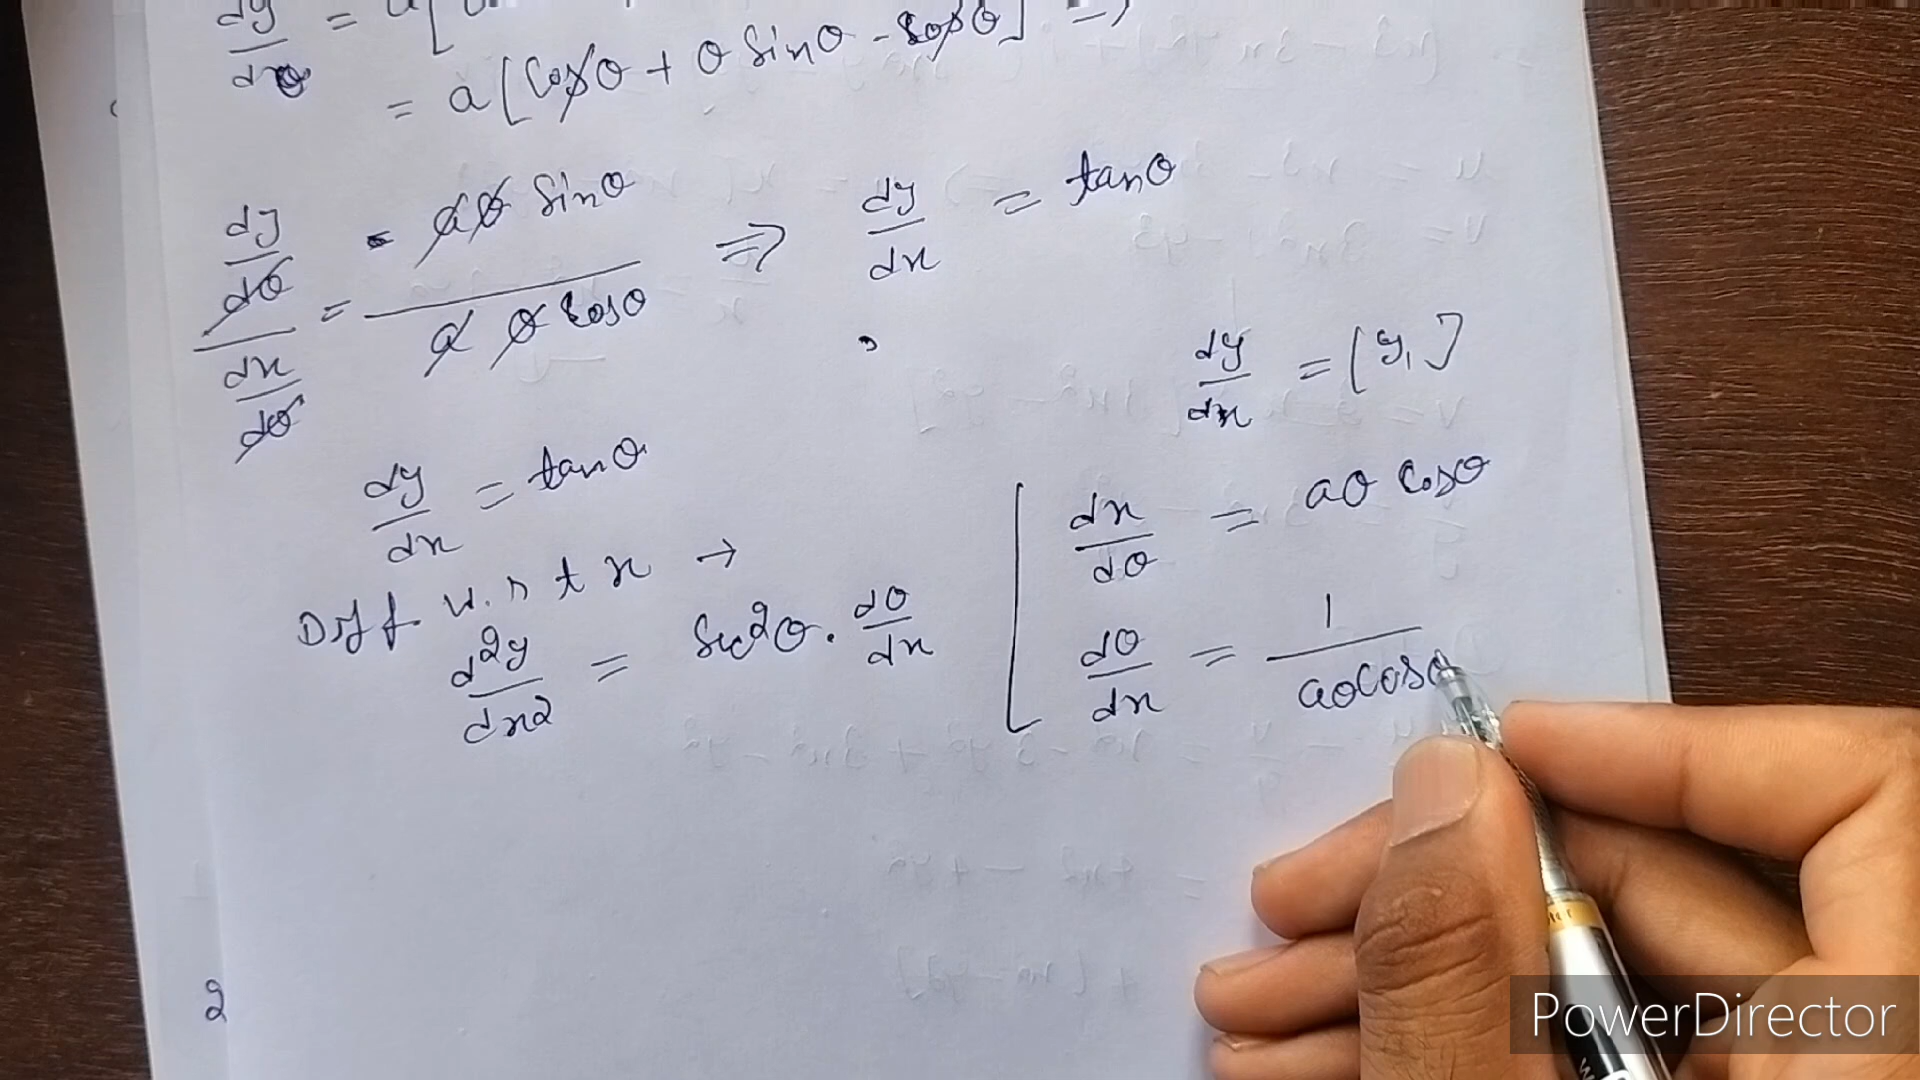 dy/dθ = a[
= a[cosθ + θ sinθ - cosθ] ⇒
dy/dθ / dx/dθ = aθ sinθ / aθ cosθ ⇒ dy/dx = tanθ
dy/dx = [y₁]
dy/dx = tanθ
dx/dθ = aθ cosθ
Diff. w.r.t x →
d²y/dx² = sec²θ . dθ/dx
dθ/dx = 1/aθcosθ
2
PowerDirector